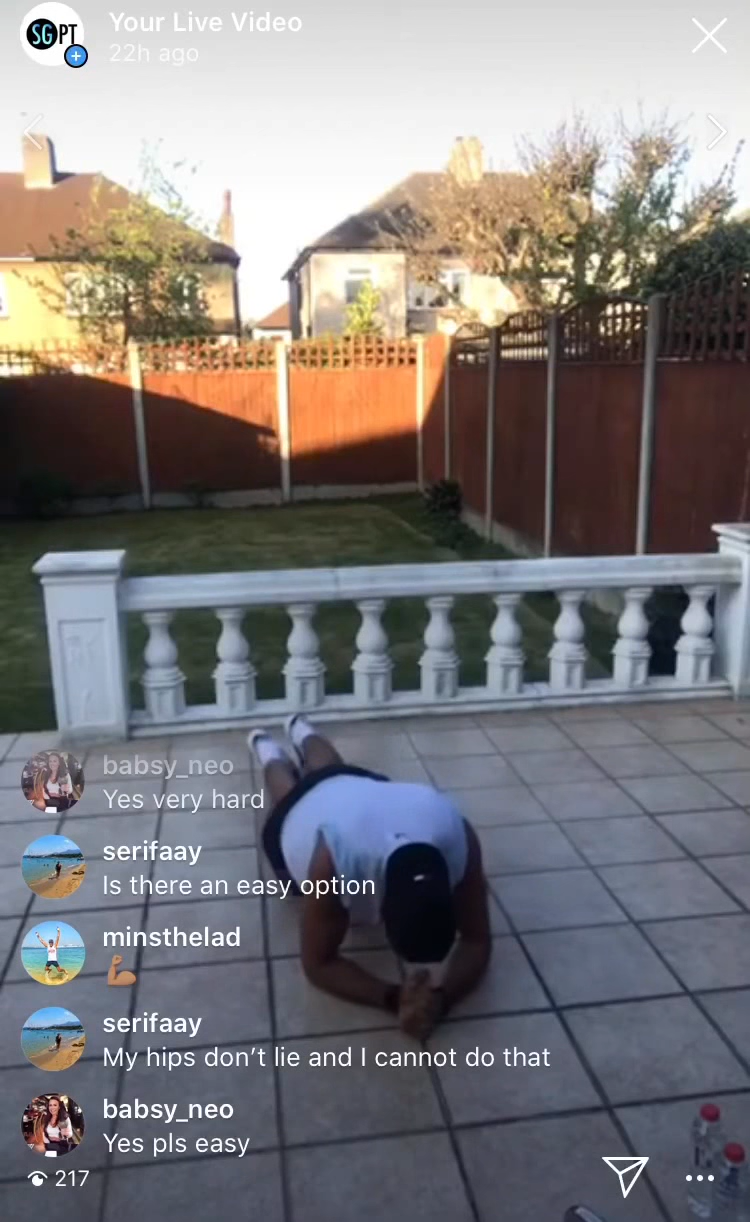 SGPT
Your Live Video
22h ago
babsy_neo
Yes very hard
serifaay
Is there an easy option
minsthelad
💪🏽
serifaay
My hips don’t lie and I cannot do that
babsy_neo
Yes pls easy
217